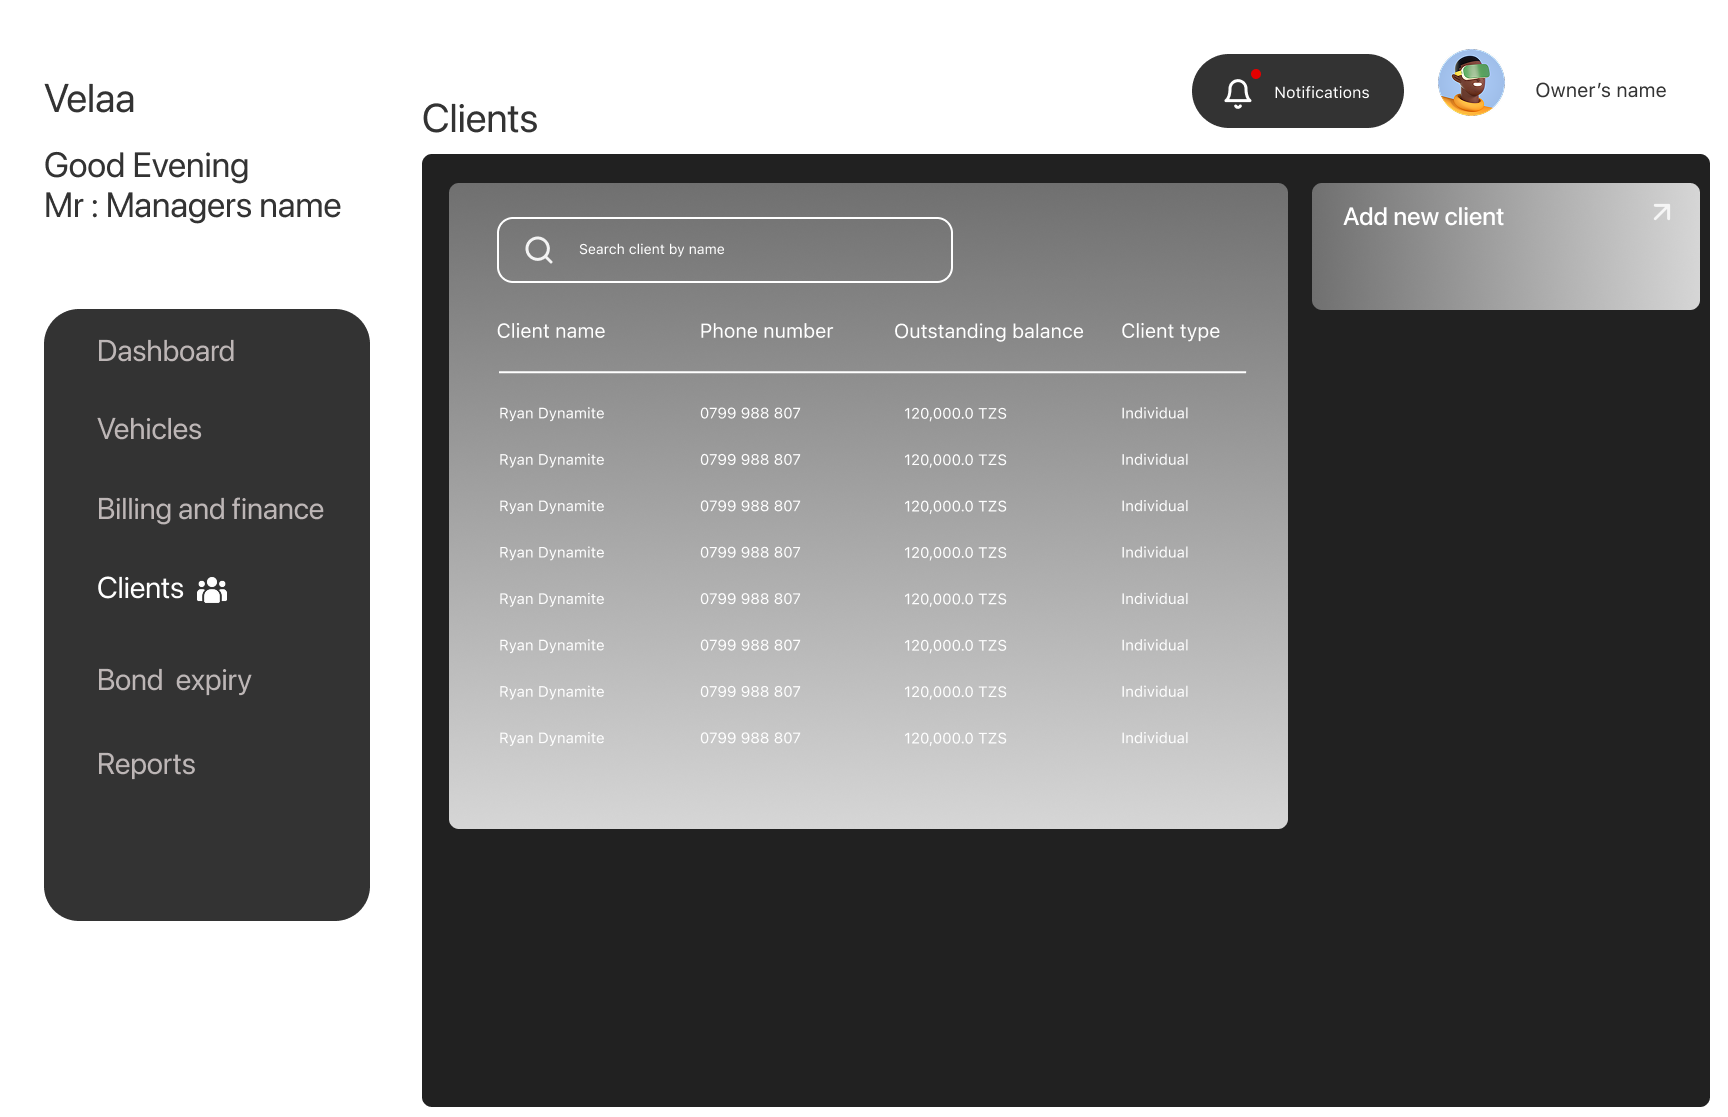 Velaa
Good Evening
Mr : Managers name
Dashboard
Vehicles
Billing and finance
Clients
Bond  expiry
Reports
Clients
Notifications
Owner’s name
Search client by name
Client name Phone number Outstanding balance Client type
Ryan Dynamite 0799 988 807 120,000.0 TZS Individual
Ryan Dynamite 0799 988 807 120,000.0 TZS Individual
Ryan Dynamite 0799 988 807 120,000.0 TZS Individual
Ryan Dynamite 0799 988 807 120,000.0 TZS Individual
Ryan Dynamite 0799 988 807 120,000.0 TZS Individual
Ryan Dynamite 0799 988 807 120,000.0 TZS Individual
Ryan Dynamite 0799 988 807 120,000.0 TZS Individual
Ryan Dynamite 0799 988 807 120,000.0 TZS Individual
Add new client